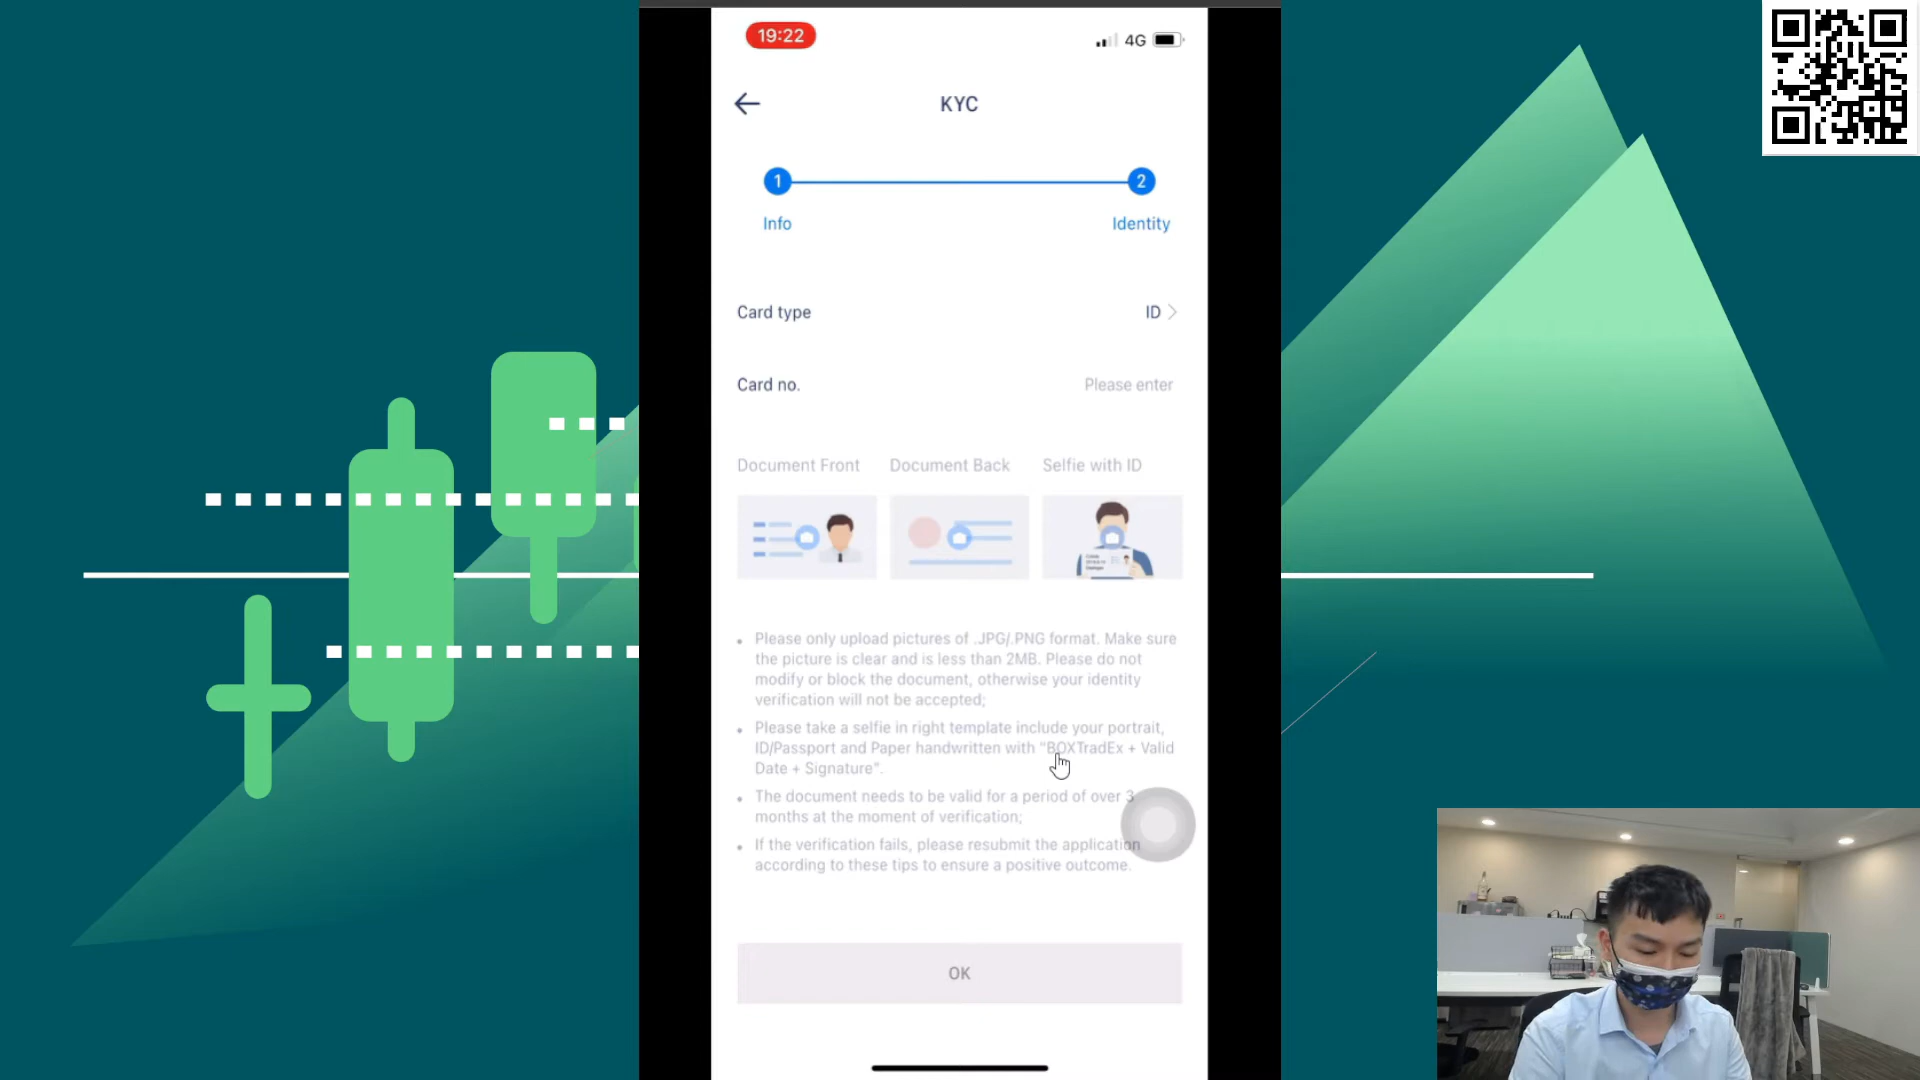 19:22
4G
KYC
1
2
Info
Identity
Card type
ID
Card no.
Please enter
Document Front
Document Back
Selfie with ID
Please only upload pictures of .JPG/.PNG format. Make sure
the picture is clear and is less than 2MB. Please do not
modify or block the document, otherwise your identity
verification will not be accepted;
Please take a selfie in right template include your portrait,
ID/Passport and Paper handwritten with "BOXTradEx + Valid
Date + Signature".
The document needs to be valid for a period of over 3
months at the moment of verification;
If the verification fails, please resubmit the application
according to these tips to ensure a positive outcome.
OK